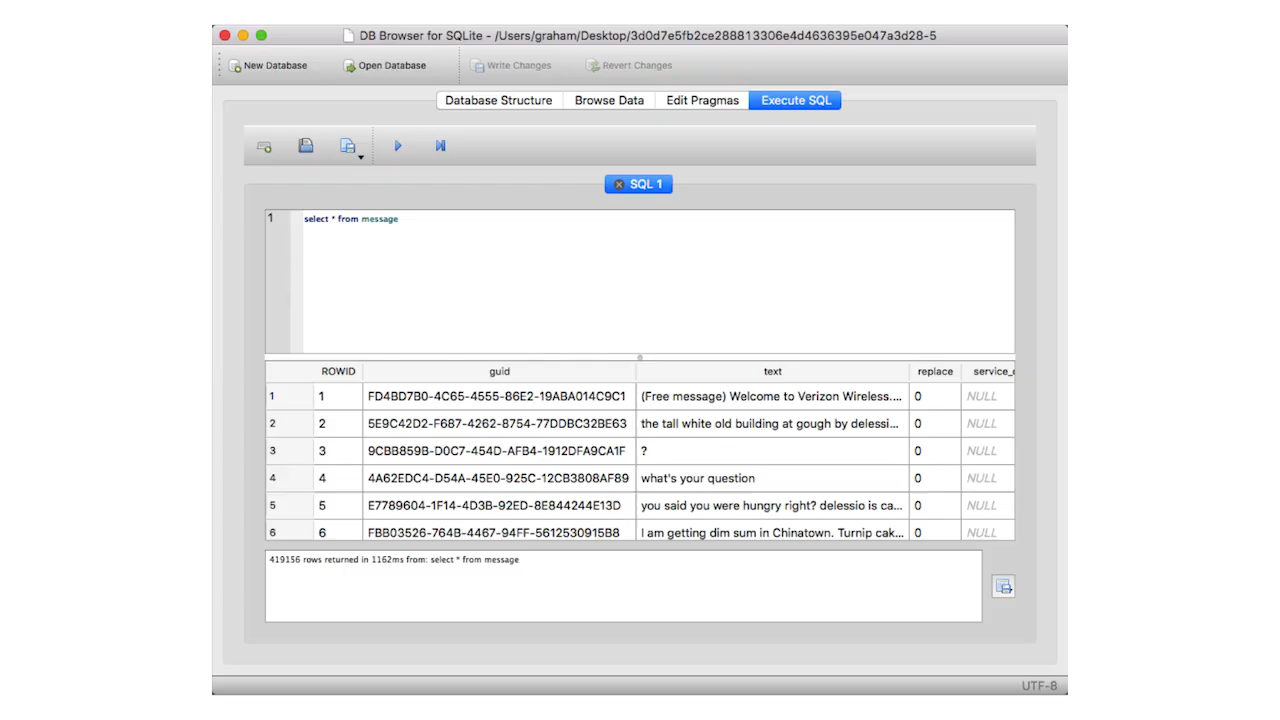 DB Browser for SQLite - /Users/graham/Desktop/3d0d7e5fb2ce288813306e4d4636395e047a3d28-5
New Database Open Database Write Changes Revert Changes
Database Structure Browse Data Edit Pragmas Execute SQL
SQL 1
1 select * from message
ROWID guid text replace service_c
1 1 FD4BD7B0-4C65-4555-86E2-19ABA014C9C1 (Free message) Welcome to Verizon Wireless.... 0 NULL
2 2 5E9C42D2-F687-4262-8754-77DDBC32BE63 the tall white old building at gough by delessi... 0 NULL
3 3 9CBB859B-D0C7-454D-AFB4-1912DFA9CA1F ? 0 NULL
4 4 4A62EDC4-D54A-45E0-925C-12CB3808AF89 what's your question 0 NULL
5 5 E7789604-1F14-4D3B-92ED-8E844244E13D you said you were hungry right? delessio is ca... 0 NULL
6 6 FBB03526-764B-4467-94FF-5612530915B8 I am getting dim sum in Chinatown. Turnip cak... 0 NULL
419156 rows returned in 1162ms from: select * from message
UTF-8